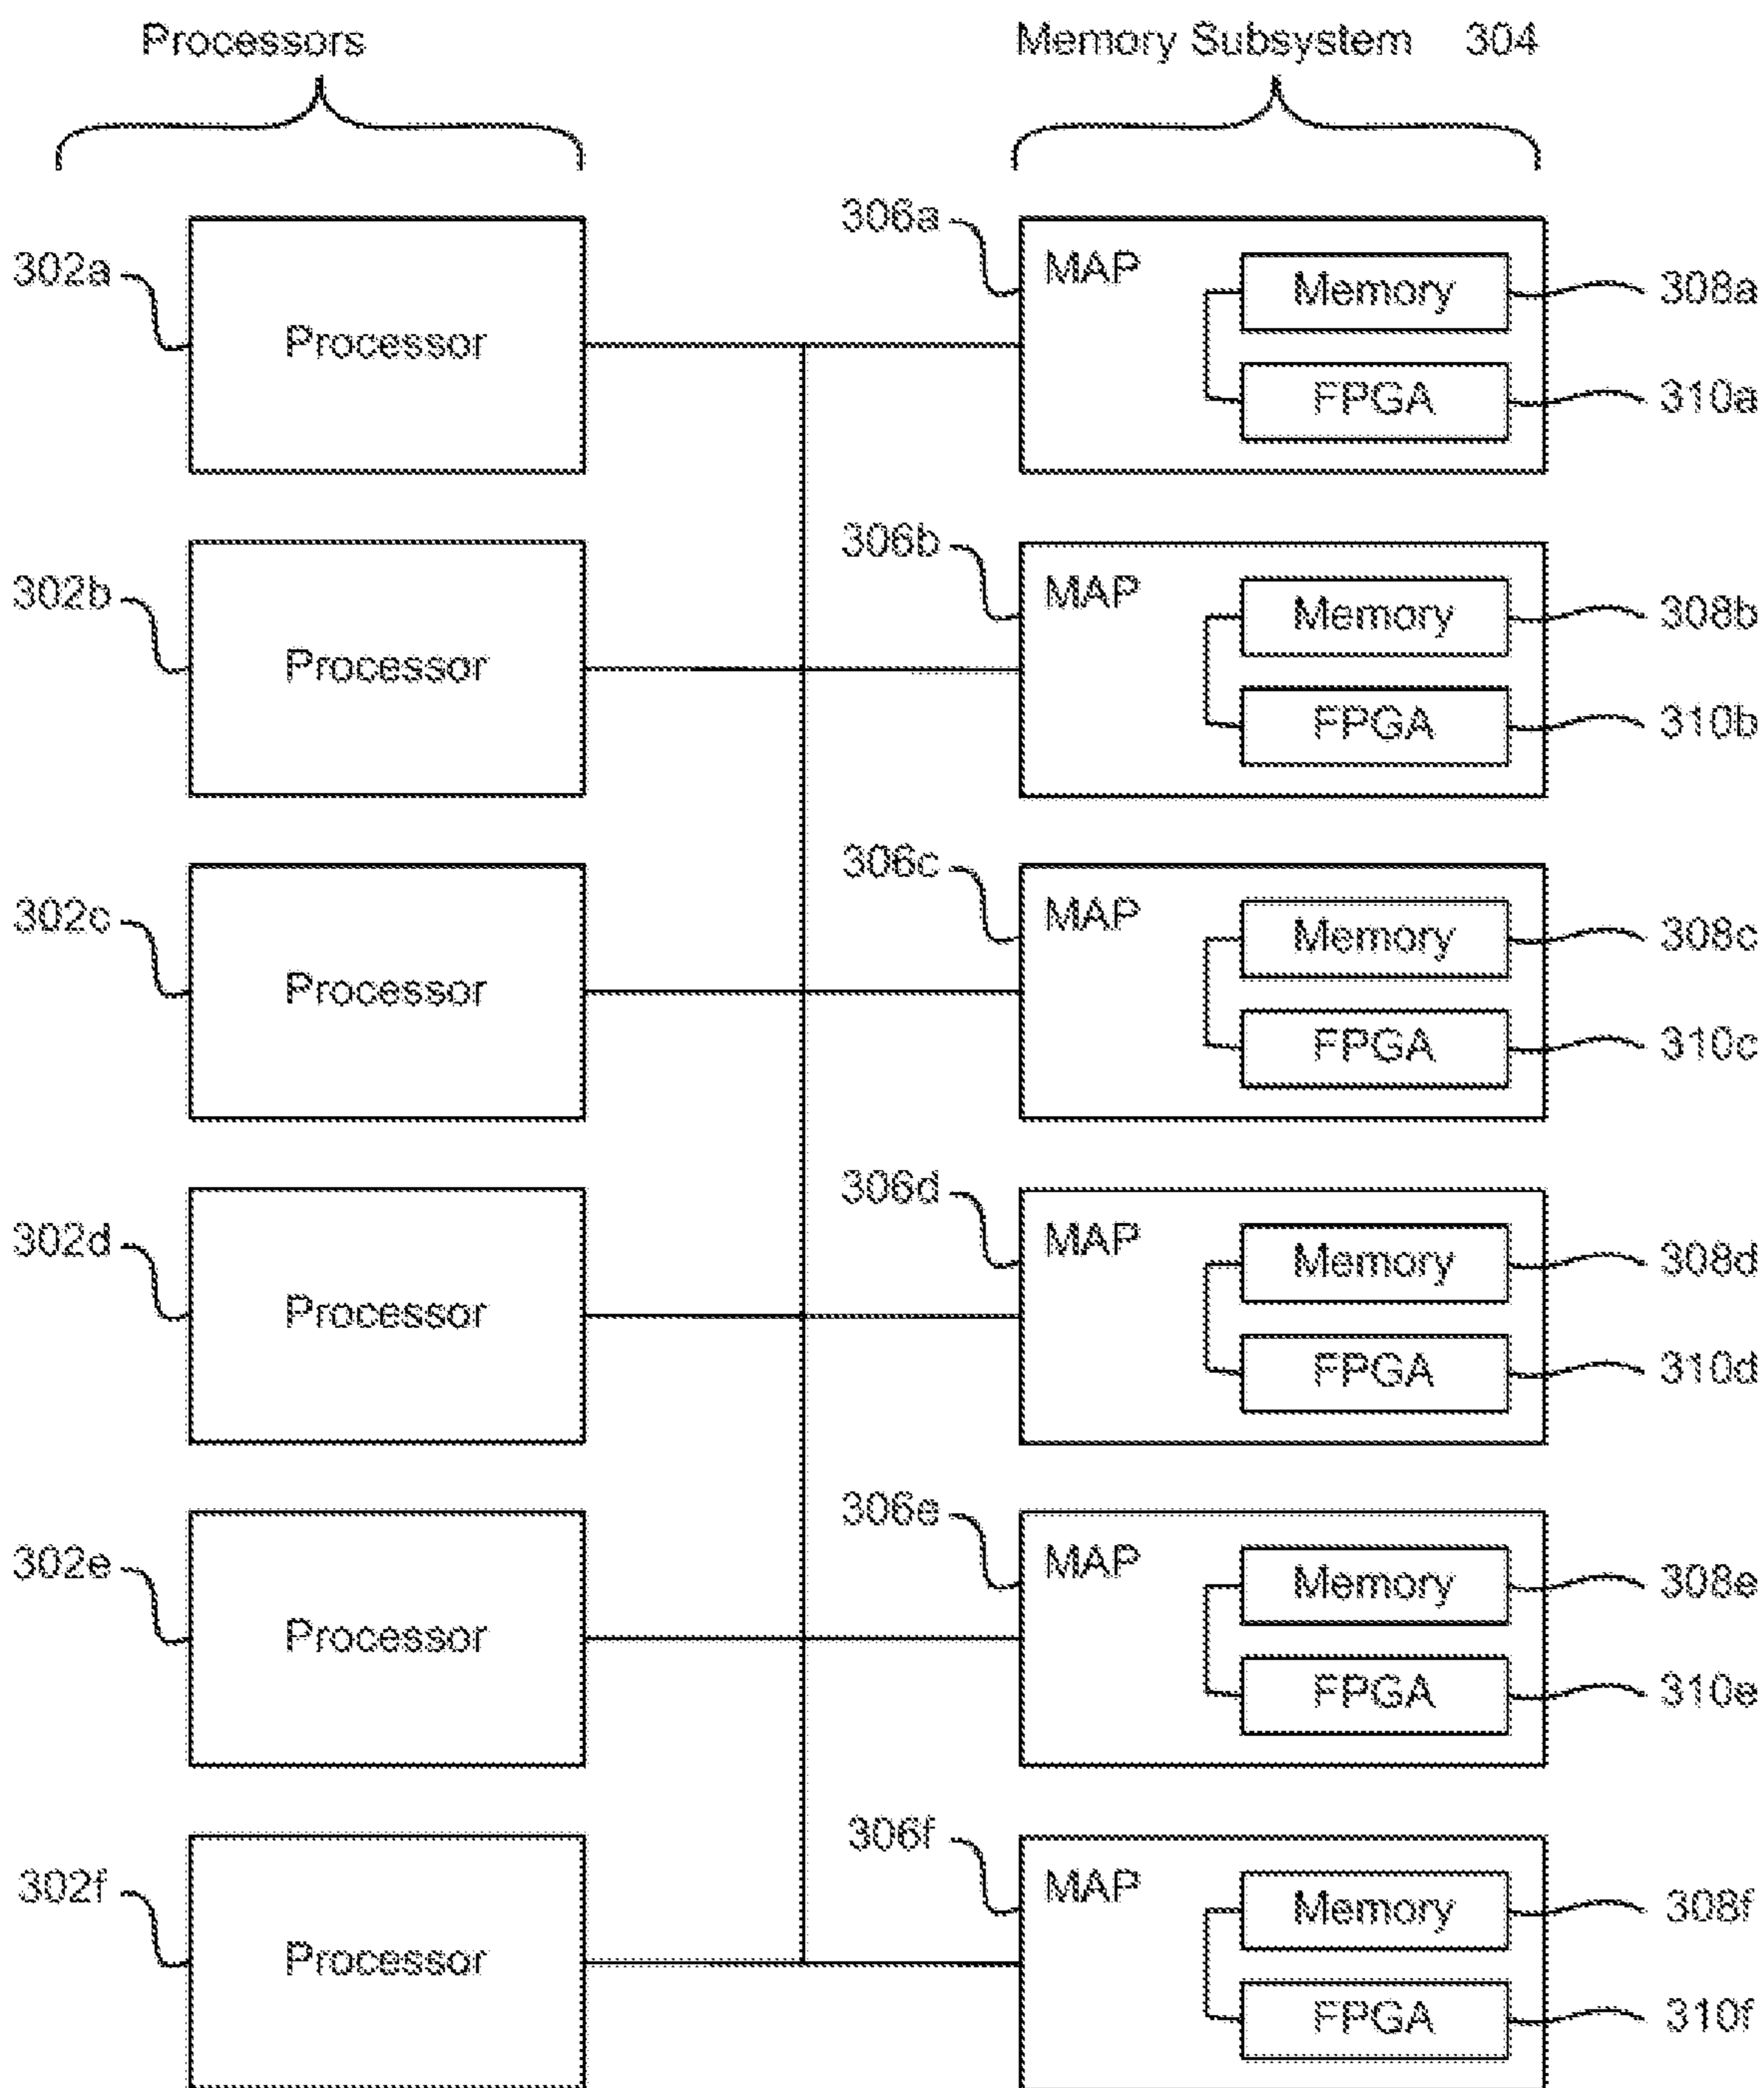 Processors
Memory Subsystem 304
306a
MAP
Memory
308a
302a
Processor
FPGA
310a
306b
MAP
Memory
308b
302b
Processor
FPGA
310b
306c
MAP
Memory
308c
302c
Processor
FPGA
310c
306d
MAP
Memory
308d
302d
Processor
FPGA
310d
306e
MAP
Memory
308e
302e
Processor
FPGA
310e
306f
MAP
Memory
308f
302f
Processor
FPGA
310f